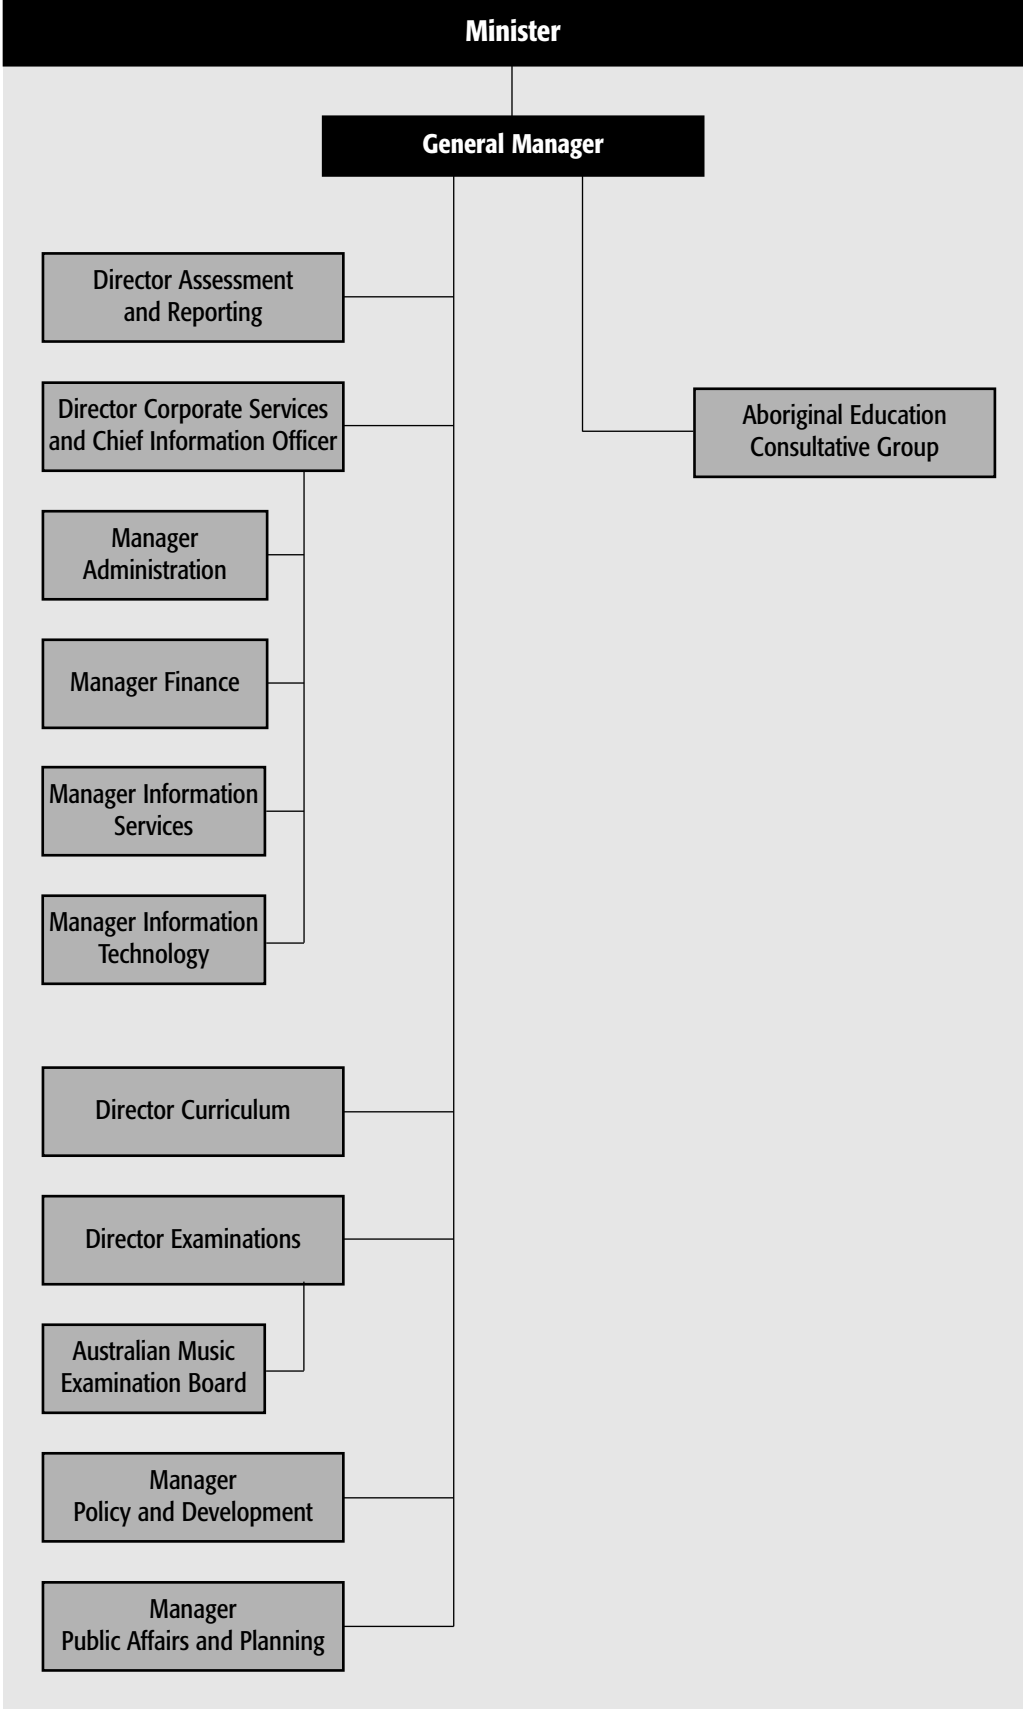 Minister
General Manager
Director Assessment
and Reporting
Director Corporate Services
and Chief Information Officer
Aboriginal Education
Consultative Group
Manager
Administration
Manager Finance
Manager Information
Services
Manager Information
Technology
Director Curriculum
Director Examinations
Australian Music
Examination Board
Manager
Policy and Development
Manager
Public Affairs and Planning